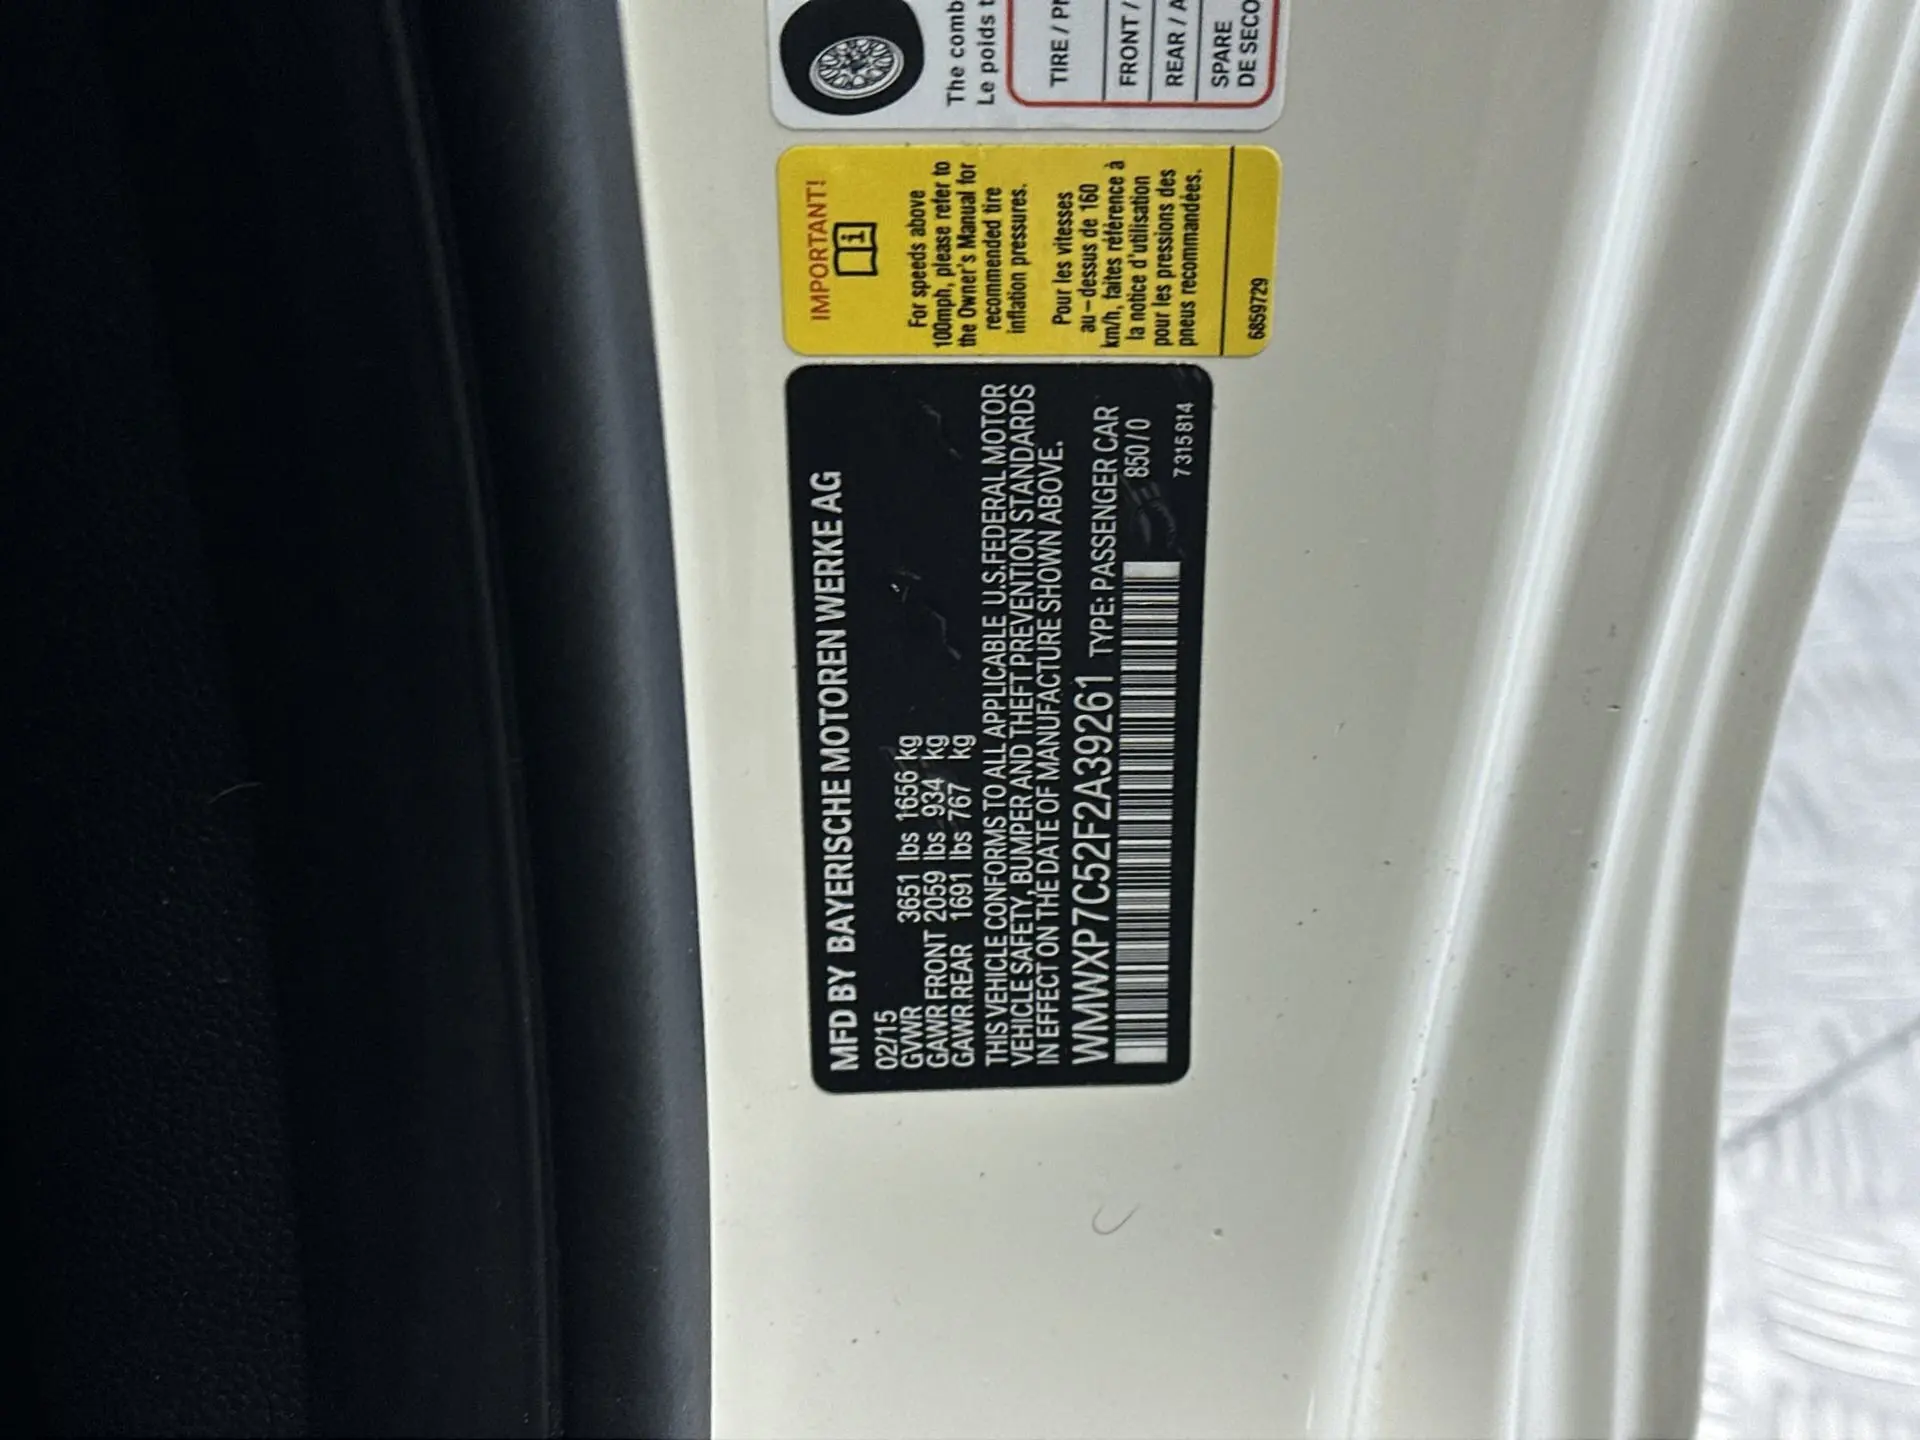 MFD BY BAYERISCHE MOTOREN WERKE AG
02/15
GVWR 3651 lbs 1656 kg
GAWR FRONT 2059 lbs 934 kg
GAWR REAR 1691 lbs 767 kg
THIS VEHICLE CONFORMS TO ALL APPLICABLE U.S.FEDERAL MOTOR
VEHICLE SAFETY, BUMPER AND THEFT PREVENTION STANDARDS
IN EFFECT ON THE DATE OF MANUFACTURE SHOWN ABOVE.
WMWXP7C52F2A39261 TYPE: PASSENGER CAR
850/0
7315814
IMPORTANT!
i
For speeds above
100mph, please refer to
the Owner's Manual for
recommended tire
inflation pressures.
Pour les vitesses
au-dessus de 160
km/h, faites référence à
la notice d'utilisation
pour les pressions des
pneus recommandées.
6859729
The comb
Le poids t
TIRE / P
FRONT /
REAR / A
SPARE
DE SECO